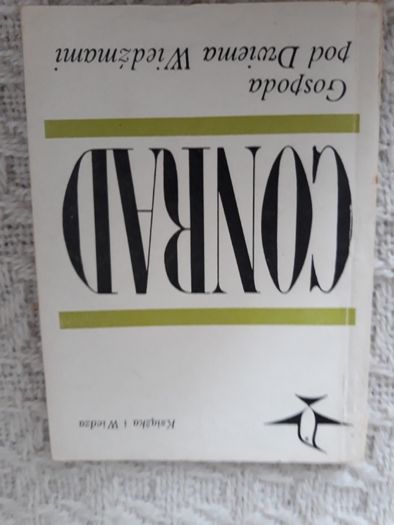 Książka i Wiedza
CONRAD
Gospoda
pod Dwiema Wiedźmami